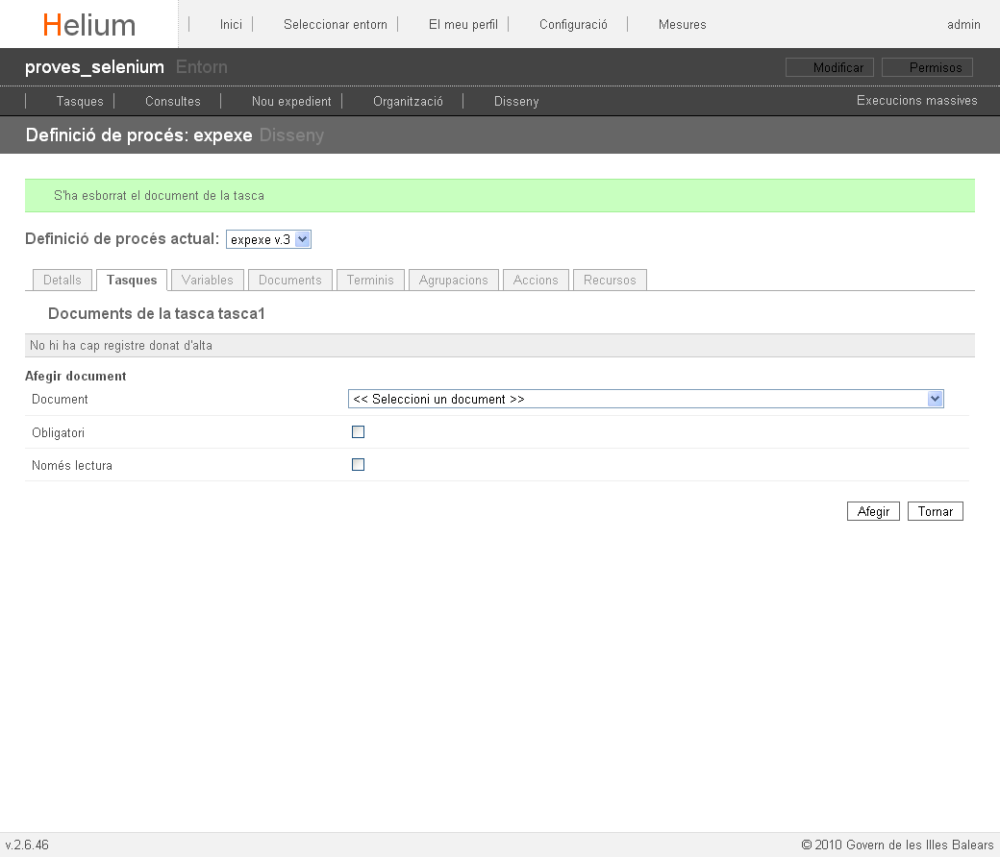 Helium
Inici Seleccionar entorn El meu perfil Configuració Mesures admin
proves_selenium Entorn Modificar Permisos
Tasques Consultes Nou expedient Organització Disseny Execucions massives
Definició de procés: expexe Disseny
S'ha esborrat el document de la tasca
Definició de procés actual: expexe v.3
Detalls Tasques Variables Documents Terminis Agrupacions Accions Recursos
Documents de la tasca tasca1
No hi ha cap registre donat d'alta
Afegir document
Document << Seleccioni un document >>
Obligatori
Només lectura
Afegir Tornar
v.2.6.46 © 2010 Govern de les Illes Balears